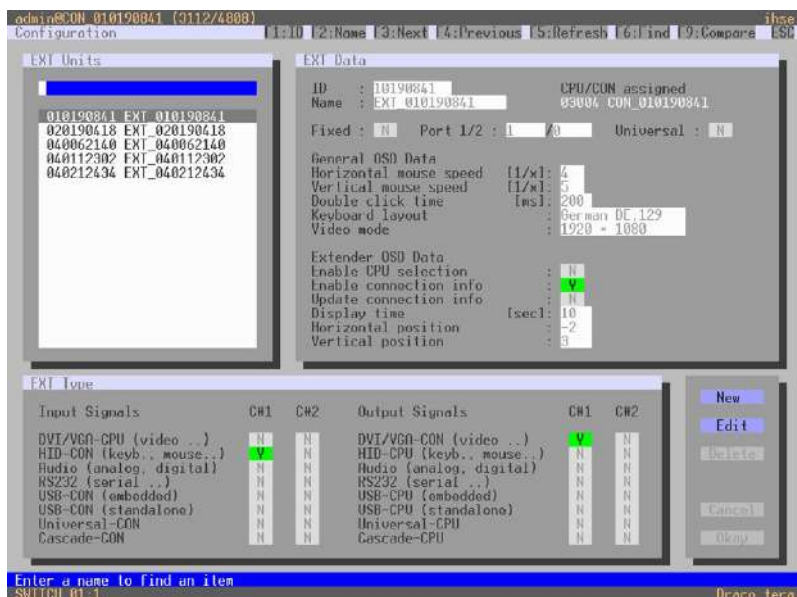 admin@CON_010190841 (3112/4808) ihse
Configuration F1:ID F2:Name F3:Next F4:Previous F5:Refresh F6:Find F9:Compare ESC
EXT Units
010190841 EXT_010190841
020190418 EXT_020190418
040062140 EXT_040062140
040112302 EXT_040112302
040212434 EXT_040212434
EXT Data
ID : 10190841 CPU/CON assigned
Name : EXT_010190841 03004 CON_010190841
Fixed : N Port 1/2 : 1 /0 Universal : N
General OSD Data
Horizontal mouse speed [1/x]: 4
Vertical mouse speed [1/x]: 5
Double click time [ms]: 200
Keyboard layout : German DE,129
Video mode : 1920 * 1080
Extender OSD Data
Enable CPU selection : N
Enable connection info : Y
Update connection info : N
Display time [sec]: 10
Horizontal position : -2
Vertical position : 3
EXT Type
Input Signals C#1 C#2 Output Signals C#1 C#2
DVI/VGA-CPU (video ..) N N DVI/VGA-CON (video ..) Y N
HID-CON (keyb., mouse..) Y N HID-CPU (keyb., mouse..) N N
Audio (analog, digital) N N Audio (analog, digital) N N
RS232 (serial ..) N N RS232 (serial ..) N N
USB-CON (embedded) N N USB-CPU (embedded) N N
USB-CON (standalone) N N USB-CPU (standalone) N N
Universal-CON N N Universal-CPU N N
Cascade-CON N N Cascade-CPU N N
New
Edit
Delete
Cancel
Okay
Enter a name to find an item
SWITCH_01:1 Draco tera